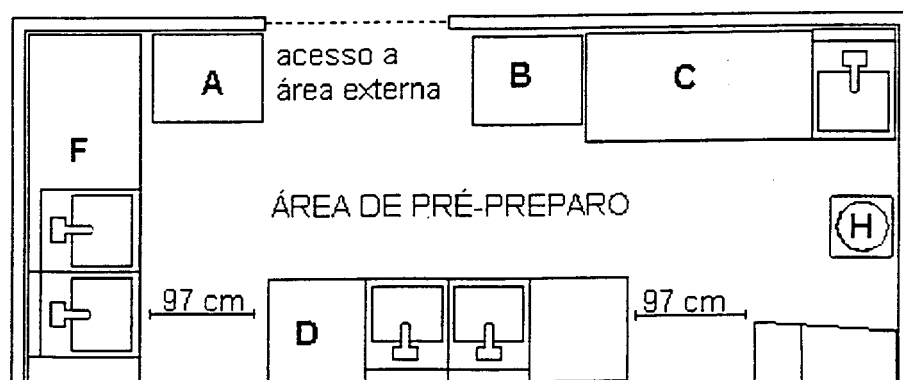 acesso a
área externa
A
B
C
F
ÁREA DE PRÉ-PREPARO
H
97 cm
97 cm
D